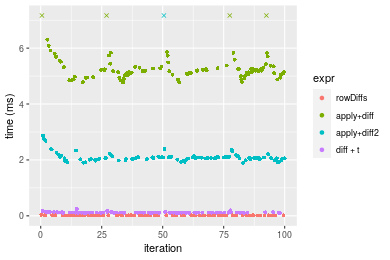 time (ms)
6
4
2
0
0
25
50
75
100
iteration
expr
rowDiffs
apply+diff
apply+diff2
diff + t